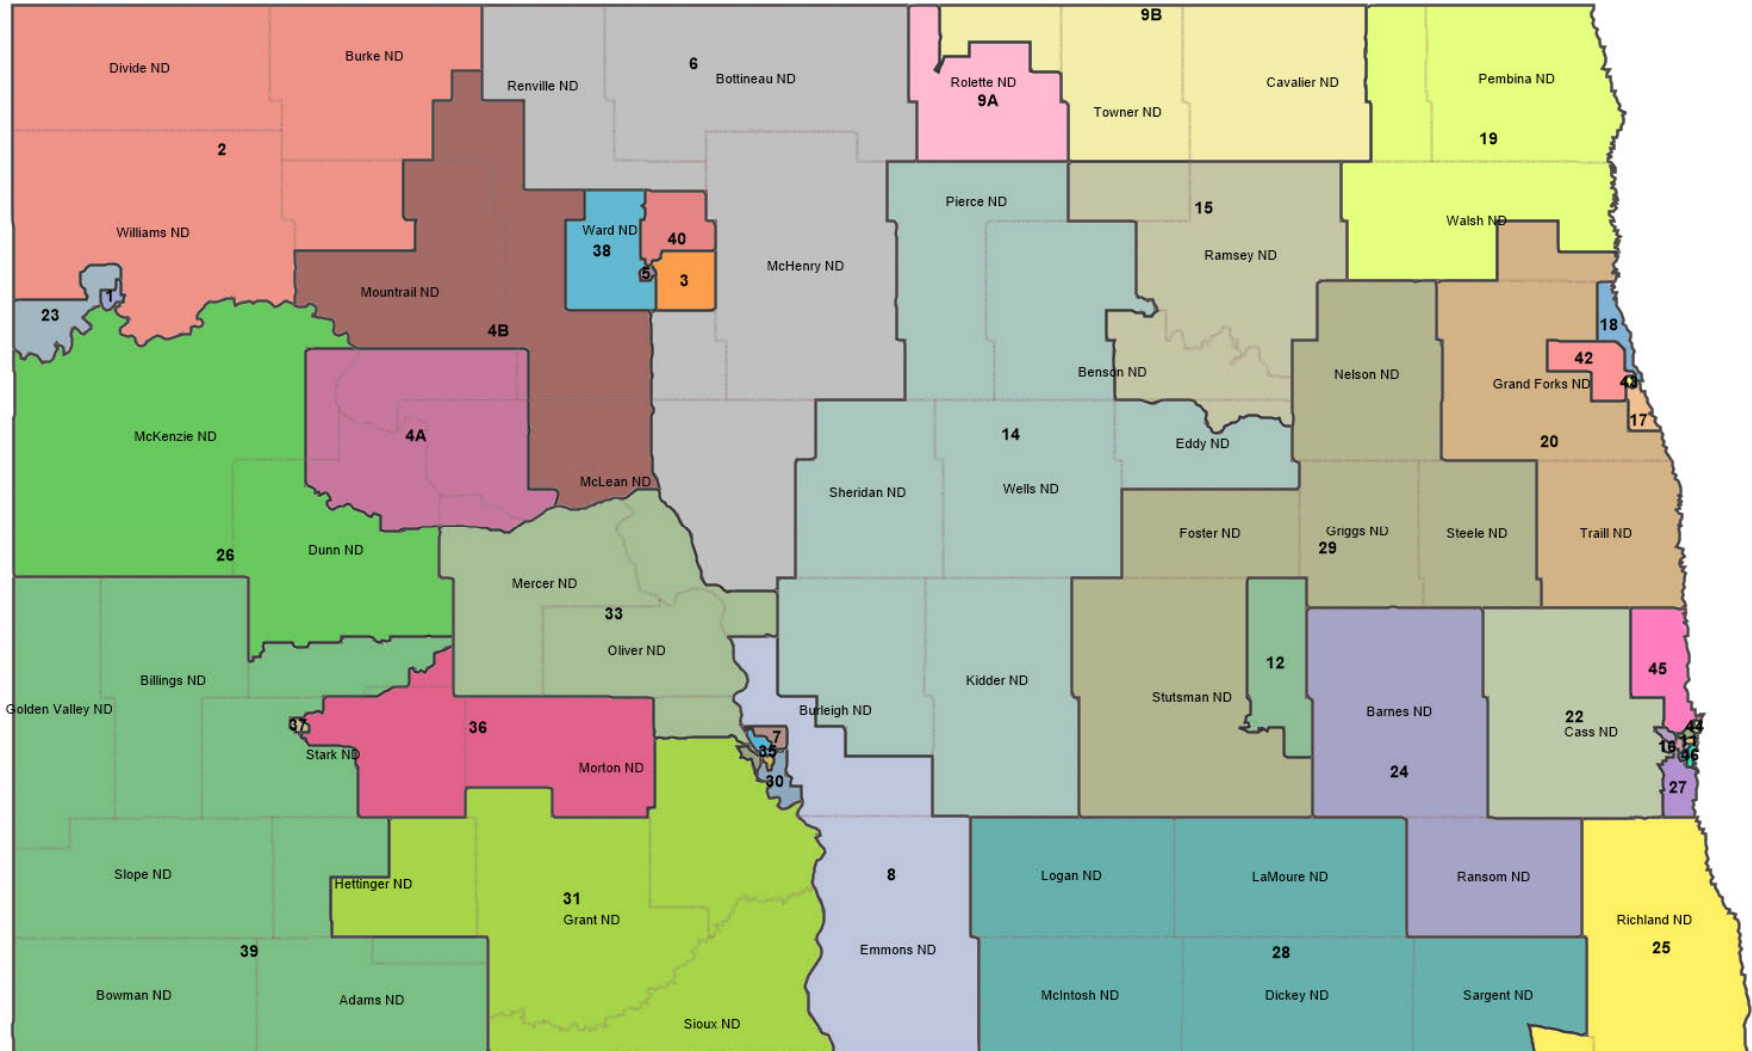 9B
Burke ND
6
Divide ND
Bottineau ND
Pembina ND
Renville ND
Rolette ND
Cavalier ND
9A
Towner ND
19
2
Pierce ND
15
Walsh ND
Williams ND
Ward ND
40
38
Ramsey ND
McHenry ND
5
3
Mountrail ND
1
23
4B
18
42
Benson ND
Nelson ND
Grand Forks ND
43
17
McKenzie ND
4A
14
20
Eddy ND
McLean ND
Sheridan ND
Wells ND
Foster ND
Griggs ND
Steele ND
Traill ND
29
26
Dunn ND
Mercer ND
33
Oliver ND
12
45
Billings ND
Kidder ND
Stutsman ND
Golden Valley ND
Burleigh ND
Barnes ND
22
Cass ND
37
36
7
44
Stark ND
35
16
11
46
Morton ND
30
24
27
Slope ND
Hettinger ND
8
Logan ND
LaMoure ND
Ransom ND
31
Grant ND
Richland ND
39
Emmons ND
28
25
Bowman ND
Adams ND
McIntosh ND
Dickey ND
Sargent ND
Sioux ND